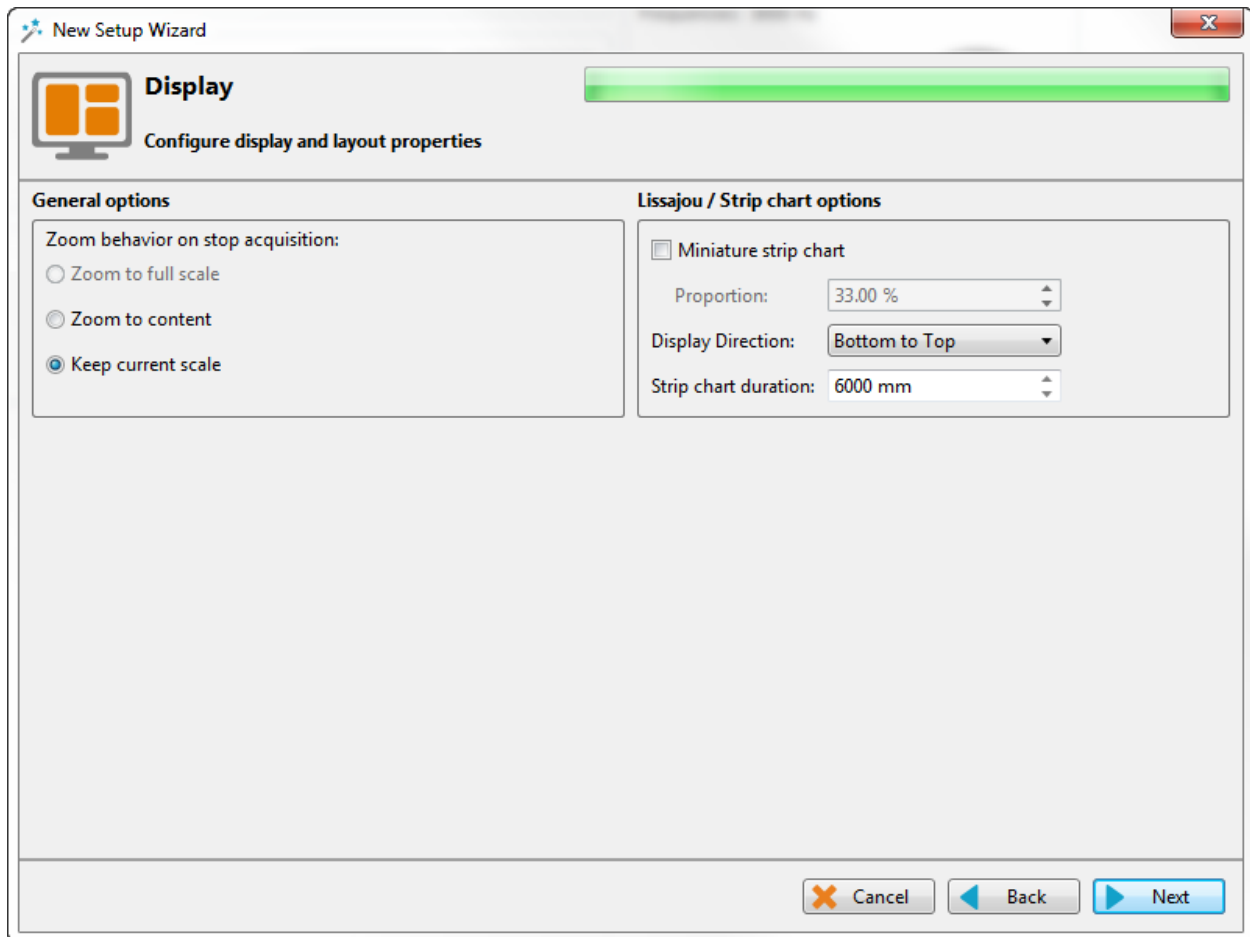 New Setup Wizard
Display
Configure display and layout properties
General options
Zoom behavior on stop acquisition:
Zoom to full scale
Zoom to content
Keep current scale
Lissajou / Strip chart options
Miniature strip chart
Proportion: 33.00 %
Display Direction: Bottom to Top
Strip chart duration: 6000 mm
Cancel Back Next